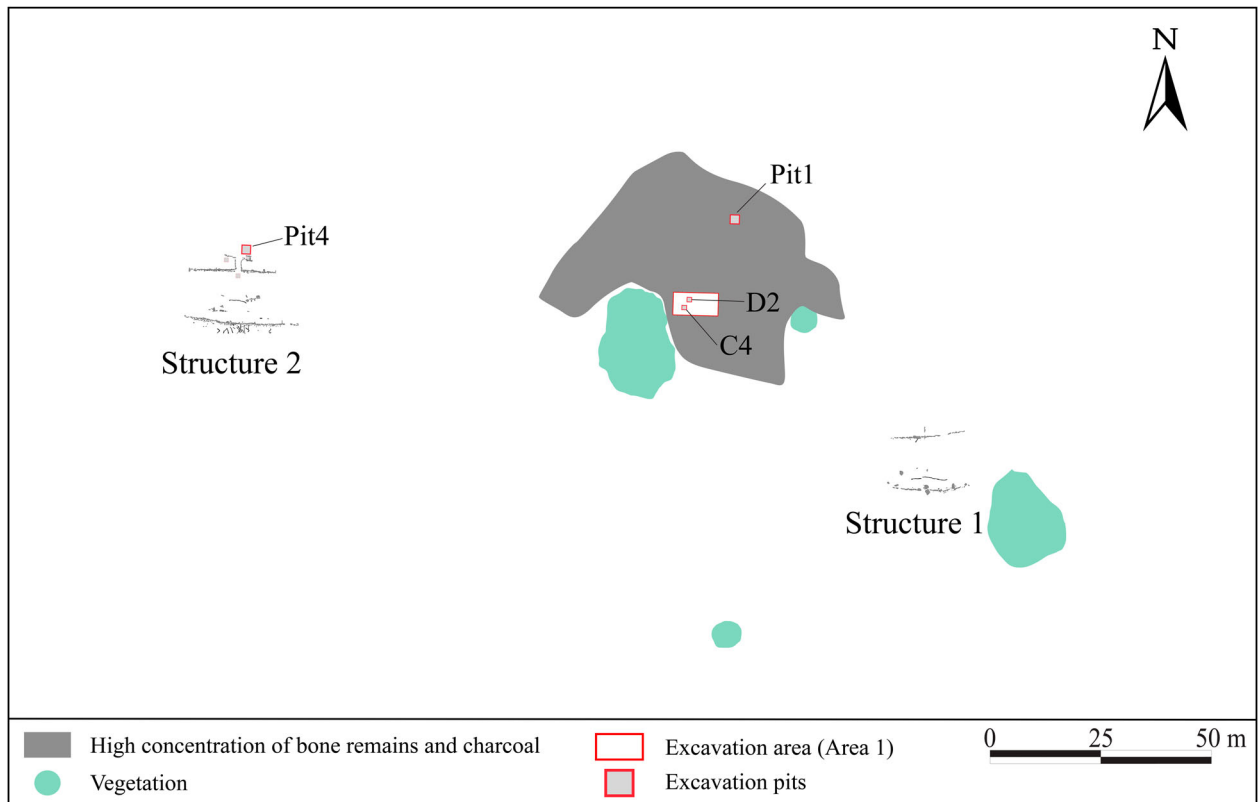 N
Pit1
Pit4
D2
C4
Structure 2
Structure 1
High concentration of bone remains and charcoal
Vegetation
Excavation area (Area 1)
Excavation pits
0 25 50 m